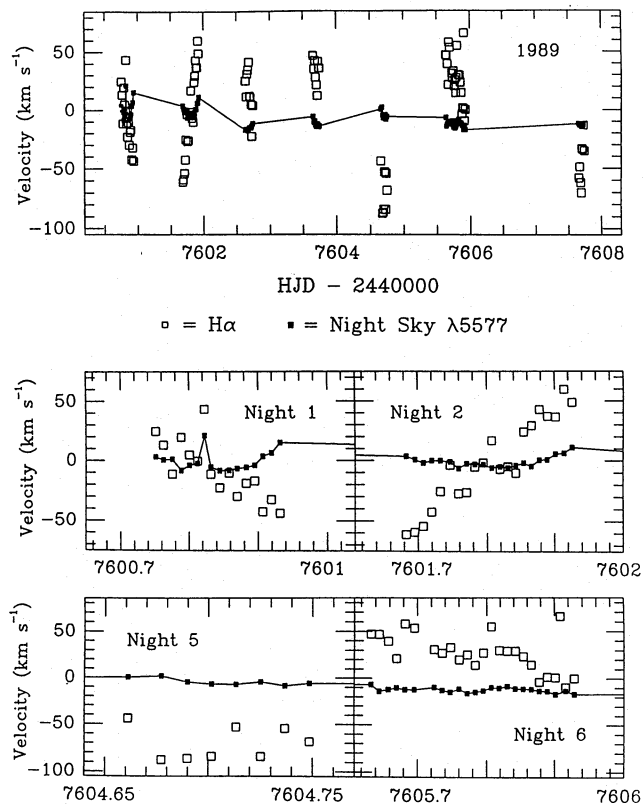 50
0
−50
−100
Velocity (km s⁻¹)
1989
7602 7604 7606 7608
HJD − 2440000
□ = Hα ■ = Night Sky λ5577
50
0
−50
Velocity (km s⁻¹)
Night 1 Night 2
7600.7 7601 7601.7 7602
50
0
−50
−100
Velocity (km s⁻¹)
Night 5
Night 6
7604.65 7604.75 7605.7 7606